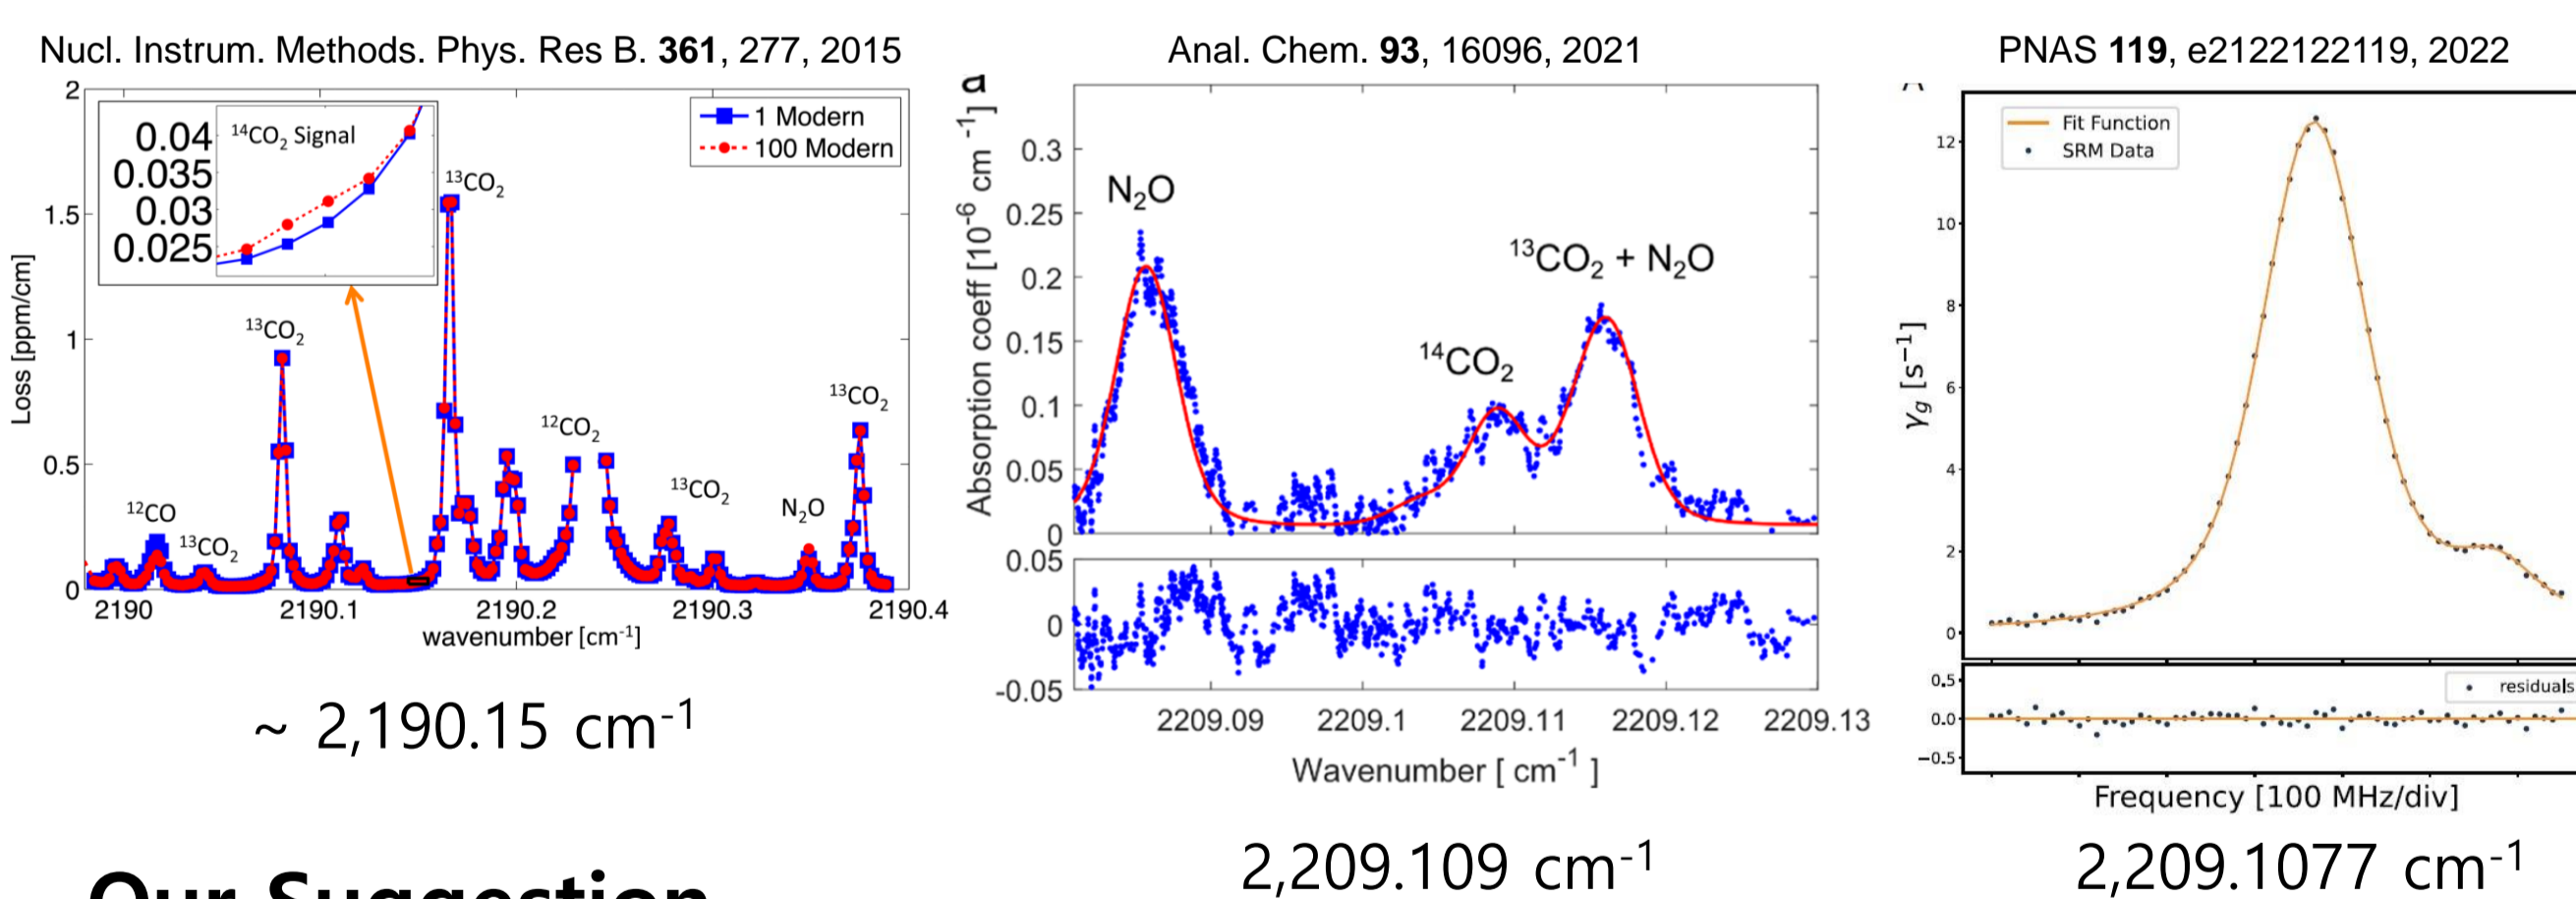 Nucl. Instrum. Methods. Phys. Res B. 361, 277, 2015
2
1.5
1
0.5
0
Loss [ppm/cm]
0.04
0.035
0.03
0.025
¹⁴CO₂ Signal
1 Modern
100 Modern
¹³CO₂
¹³CO₂
¹²CO
¹³CO₂
¹²CO₂
¹³CO₂
N₂O
¹³CO₂
2190 2190.1 2190.2 2190.3 2190.4
wavenumber [cm⁻¹]
~ 2,190.15 cm⁻¹
Anal. Chem. 93, 16096, 2021
a
Absorption coeff [10⁻⁶ cm⁻¹]
0.3
0.25
0.2
0.15
0.1
0.05
0
N₂O
¹⁴CO₂
¹³CO₂ + N₂O
0.05
0
-0.05
2209.09 2209.1 2209.11 2209.12 2209.13
Wavenumber [ cm⁻¹ ]
2,209.109 cm⁻¹
PNAS 119, e2122122119, 2022
Fit Function
SRM Data
γg [s⁻¹]
12
10
8
6
4
2
0
0.5
0.0
−0.5
residuals
Frequency [100 MHz/div]
2,209.1077 cm⁻¹
Our Suggestion